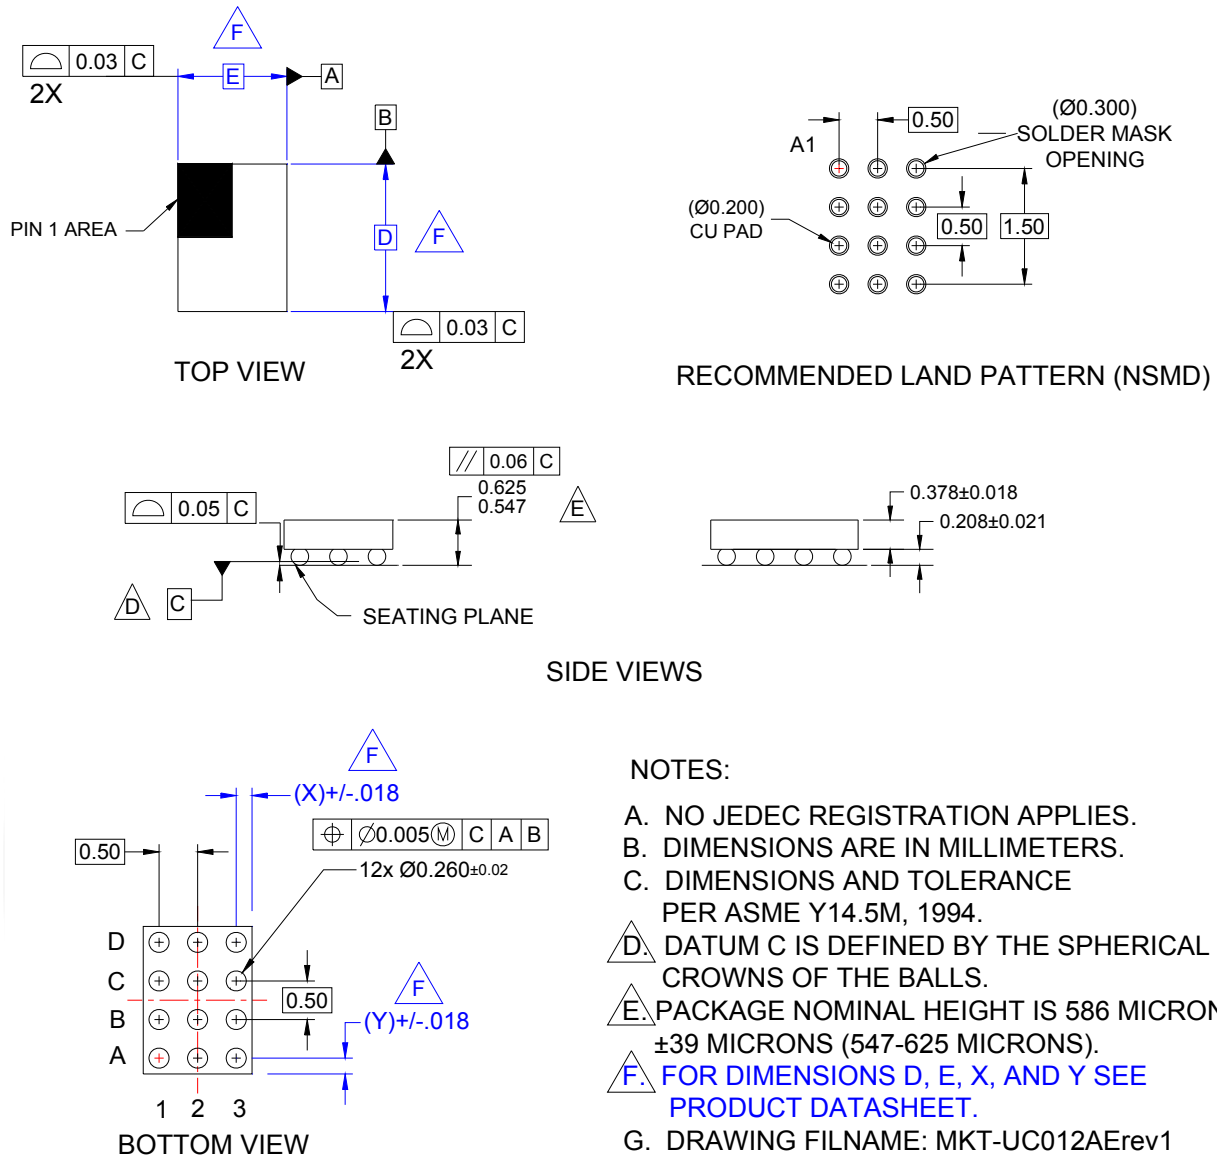 F
0.03 C
E
A
2X
B
PIN 1 AREA
D
F
0.03 C
2X
TOP VIEW
(Ø0.300)
SOLDER MASK
OPENING
0.50
A1
(Ø0.200)
CU PAD
0.50
1.50
RECOMMENDED LAND PATTERN (NSMD)
// 0.06 C
0.625
0.547
E
0.05 C
D
C
SEATING PLANE
0.378±0.018
0.208±0.021
SIDE VIEWS
F
(X)+/-.018
Ø0.005Ⓜ C A B
12x Ø0.260±0.02
0.50
D
C
B
A
0.50
F
(Y)+/-.018
1 2 3
BOTTOM VIEW
NOTES:
A. NO JEDEC REGISTRATION APPLIES.
B. DIMENSIONS ARE IN MILLIMETERS.
C. DIMENSIONS AND TOLERANCE
PER ASME Y14.5M, 1994.
D. DATUM C IS DEFINED BY THE SPHERICAL
CROWNS OF THE BALLS.
E. PACKAGE NOMINAL HEIGHT IS 586 MICRON
±39 MICRONS (547-625 MICRONS).
F. FOR DIMENSIONS D, E, X, AND Y SEE
PRODUCT DATASHEET.
G. DRAWING FILNAME: MKT-UC012AErev1